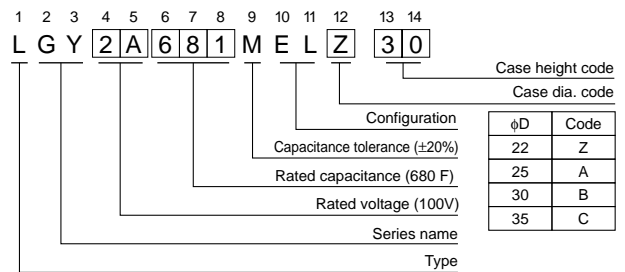 1 2 3 4 5 6 7 8 9 10 11 12 13 14
L G Y 2 A 6 8 1 M E L Z 3 0
Case height code
Case dia. code
Configuration
Capacitance tolerance (±20%)
Rated capacitance (680 F)
Rated voltage (100V)
Series name
Type
ϕD Code
22 Z
25 A
30 B
35 C